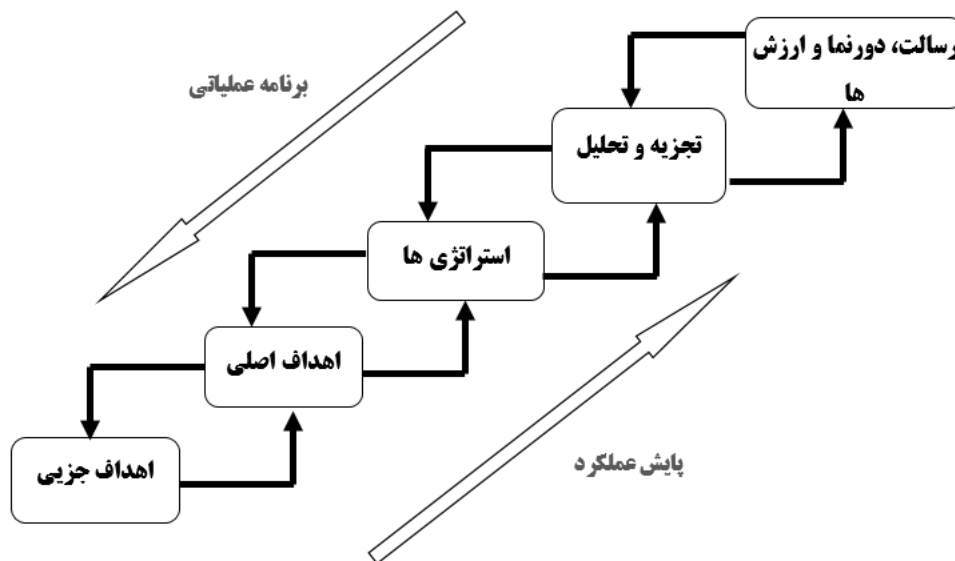 رسالت، دورنما و ارزش
ها
برنامه عملیاتی
تجزیه و تحلیل
استراتژی ها
اهداف اصلی
پایش عملکرد
اهداف جزیی